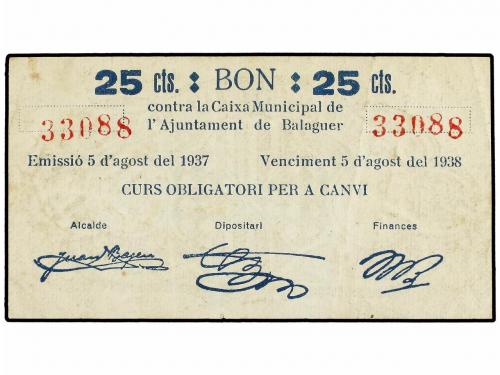 25 cts. : BON : 25 cts.
contra la Caixa Municipal de
33088 l'Ajuntament de Balaguer 33088
Emissió 5 d'agost del 1937 Venciment 5 d'agost del 1938
CURS OBLIGATORI PER A CANVI
Alcalde Dipositari Finances